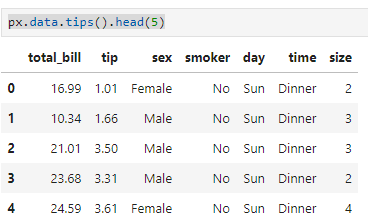 px.data.tips().head(5)
total_bill tip sex smoker day time size
0 16.99 1.01 Female No Sun Dinner 2
1 10.34 1.66 Male No Sun Dinner 3
2 21.01 3.50 Male No Sun Dinner 3
3 23.68 3.31 Male No Sun Dinner 2
4 24.59 3.61 Female No Sun Dinner 4